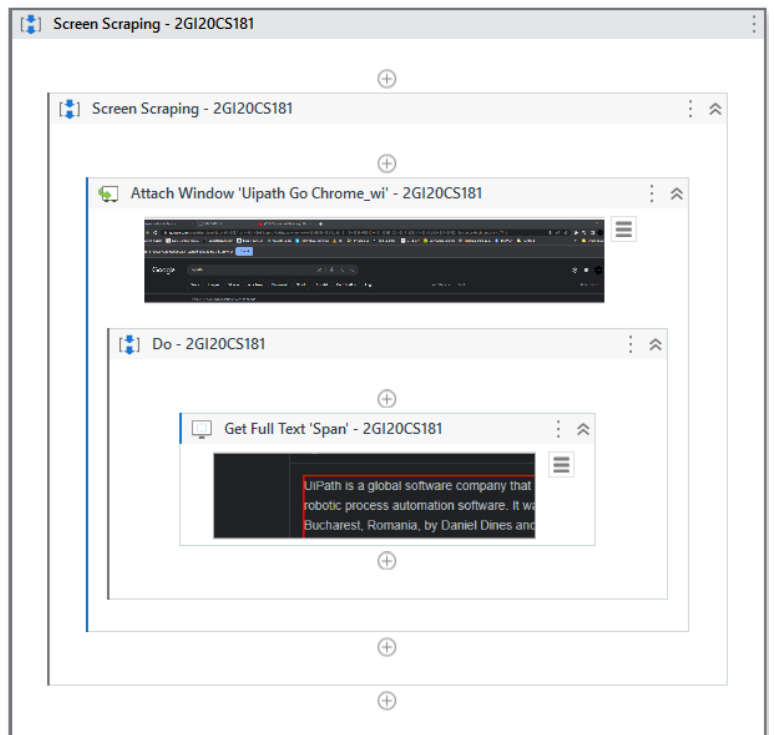 Screen Scraping - 2GI20CS181
Screen Scraping - 2GI20CS181
Attach Window 'Uipath Go Chrome_wi' - 2GI20CS181
Google
Do - 2GI20CS181
Get Full Text 'Span' - 2GI20CS181
UiPath is a global software company that
robotic process automation software. It wa
Bucharest, Romania, by Daniel Dines and